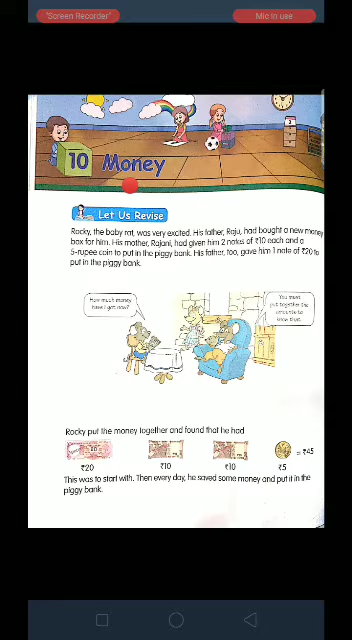 "Screen Recorder"
Mic in use
3
10 Money
Let Us Revise
Rocky, the baby rat, was very excited. His father, Raju, had bought a new money
box for him. His mother, Rajani, had given him 2 notes of ₹10 each and a
5-rupee coin to put in the piggy bank. His father, too, gave him 1 note of ₹20 to
put in the piggy bank.
How much money
have I got now?
You must
put together the
amounts to
know that.
Rocky put the money together and found that he had
= ₹45
₹20 ₹10 ₹10 ₹5
This was to start with. Then every day, he saved some money and put it in the
piggy bank.